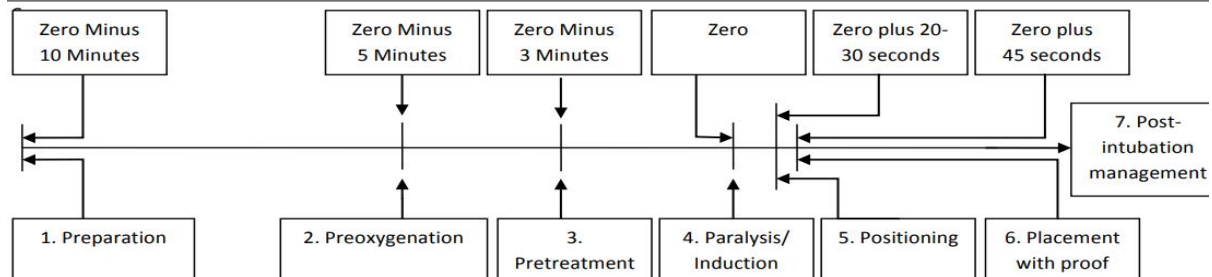 Zero Minus
10 Minutes
Zero Minus
5 Minutes
Zero Minus
3 Minutes
Zero
Zero plus 20-
30 seconds
Zero plus
45 seconds
7. Post-
intubation
management
1. Preparation
2. Preoxygenation
3.
Pretreatment
4. Paralysis/
Induction
5. Positioning
6. Placement
with proof